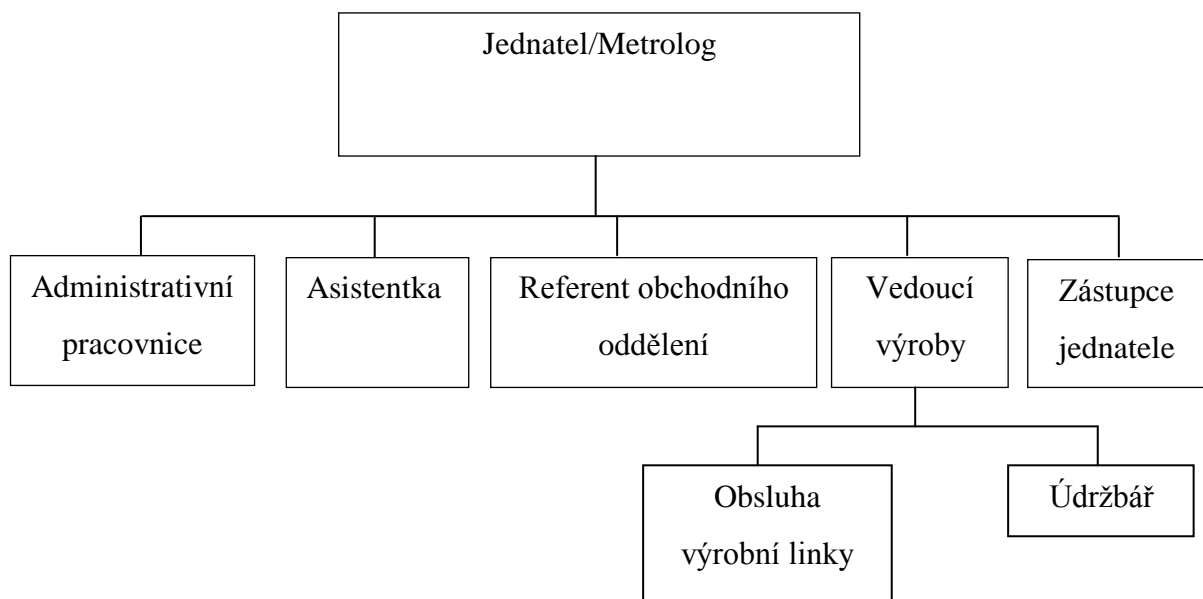 Jednatel/Metrolog
Administrativní
pracovnice
Asistentka
Referent obchodního
oddělení
Vedoucí
výroby
Zástupce
jednatele
Obsluha
výrobní linky
Údržbář